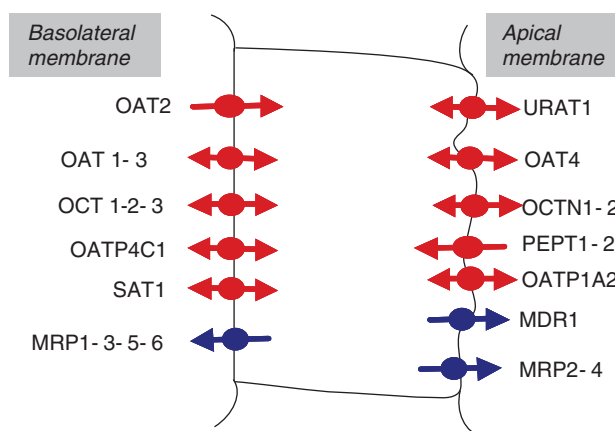 Basolateral
membrane
OAT2
OAT 1- 3
OCT 1-2- 3
OATP4C1
SAT1
MRP1- 3- 5- 6
Apical
membrane
URAT1
OAT4
OCTN1- 2
PEPT1- 2
OATP1A2
MDR1
MRP2- 4